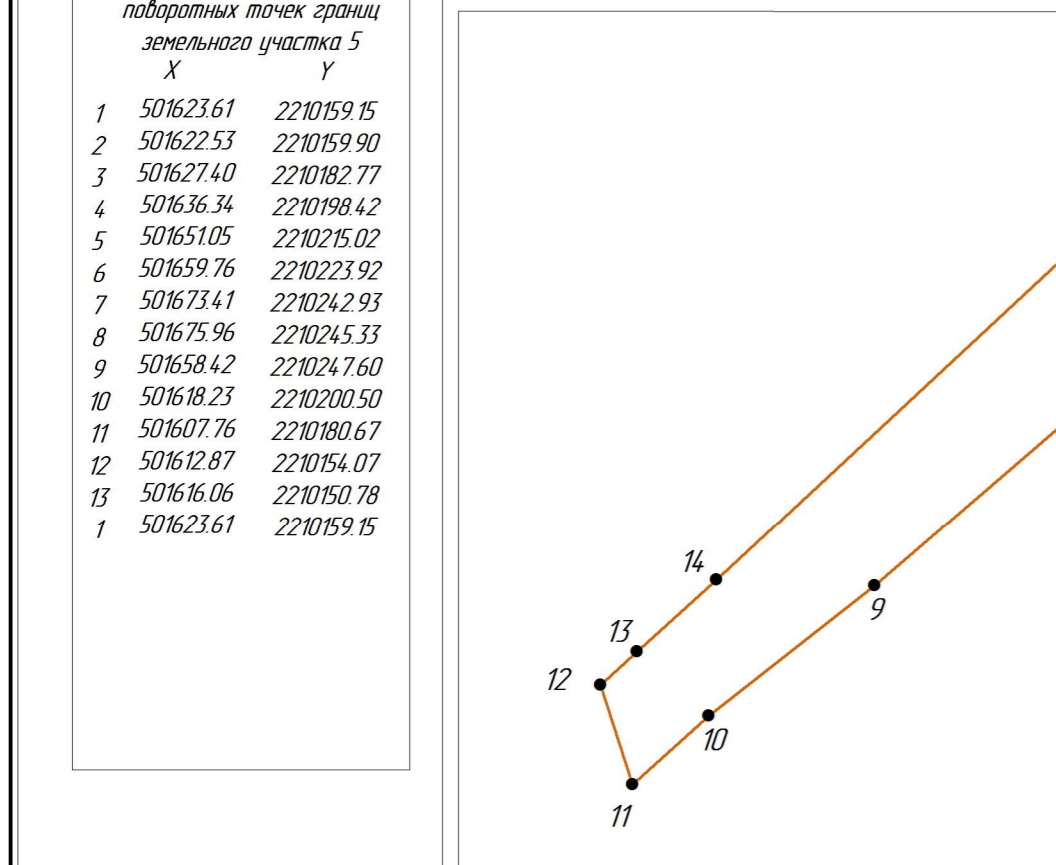 поворотных точек границ
земельного участка 5
X Y
1 501623.61 2210159.15
2 501622.53 2210159.90
3 501627.40 2210182.77
4 501636.34 2210198.42
5 501651.05 2210215.02
6 501659.76 2210223.92
7 501673.41 2210242.93
8 501675.96 2210245.33
9 501658.42 2210247.60
10 501618.23 2210200.50
11 501607.76 2210180.67
12 501612.87 2210154.07
13 501616.06 2210150.78
1 501623.61 2210159.15
14
9
13
12
10
11